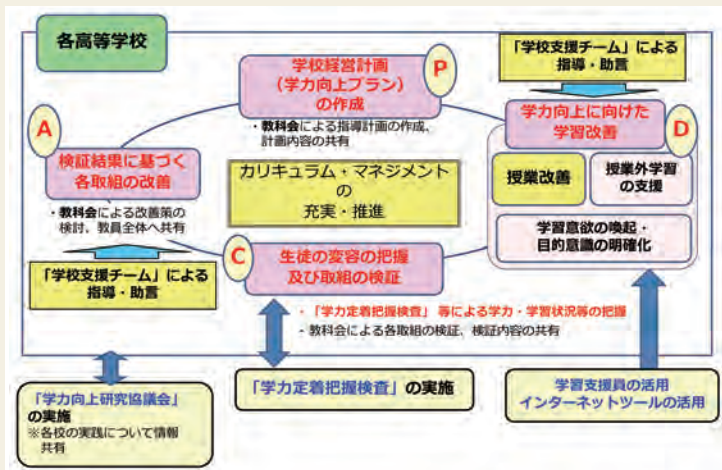 各高等学校
P
学校経営計画
（学力向上プラン）
の作成
・教科会による指導計画の作成、
計画内容の共有
「学校支援チーム」による
指導・助言
学力向上に向けた
学習改善
D
授業改善
授業外学習
の支援
学習意欲の喚起・
目的意識の明確化
A
検証結果に基づく
各取組の改善
・教科会による改善策の
検討、教員全体へ共有
カリキュラム・マネジメント
の
充実・推進
「学校支援チーム」による
指導・助言
C
生徒の変容の把握
及び取組の検証
・「学力定着把握検査」等による学力・学習状況等の把握
・教科会による各取組の検証、検証内容の共有
「学力向上研究協議会」
の実施
※各校の実践について情報
共有
「学力定着把握検査」の実施
学習支援員の活用
インターネットツールの活用